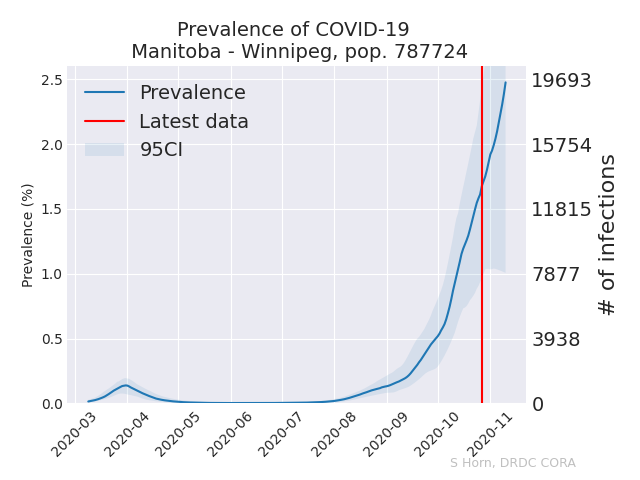 Prevalence of COVID-19
Manitoba - Winnipeg, pop. 787724
Prevalence
Latest data
95CI
Prevalence (%)
2.5
2.0
1.5
1.0
0.5
0.0
19693
15754
11815
7877
3938
0
# of infections
2020-03
2020-04
2020-05
2020-06
2020-07
2020-08
2020-09
2020-10
2020-11
S Horn, DRDC CORA